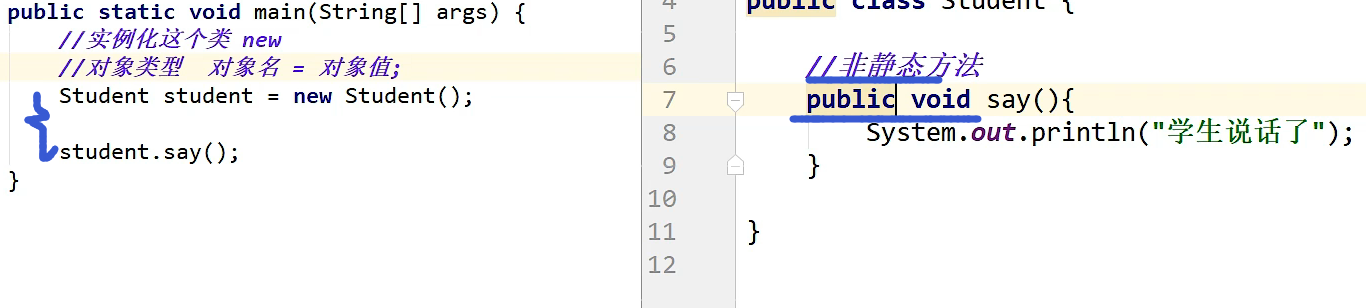 public static void main(String[] args) {
//实例化这个类 new
//对象类型  对象名 = 对象值;
Student student = new Student();
student.say();
}
4
public class Student {
5
6
//非静态方法
7
public void say(){
8
System.out.println("学生说话了");
9
}
10
11
}
12